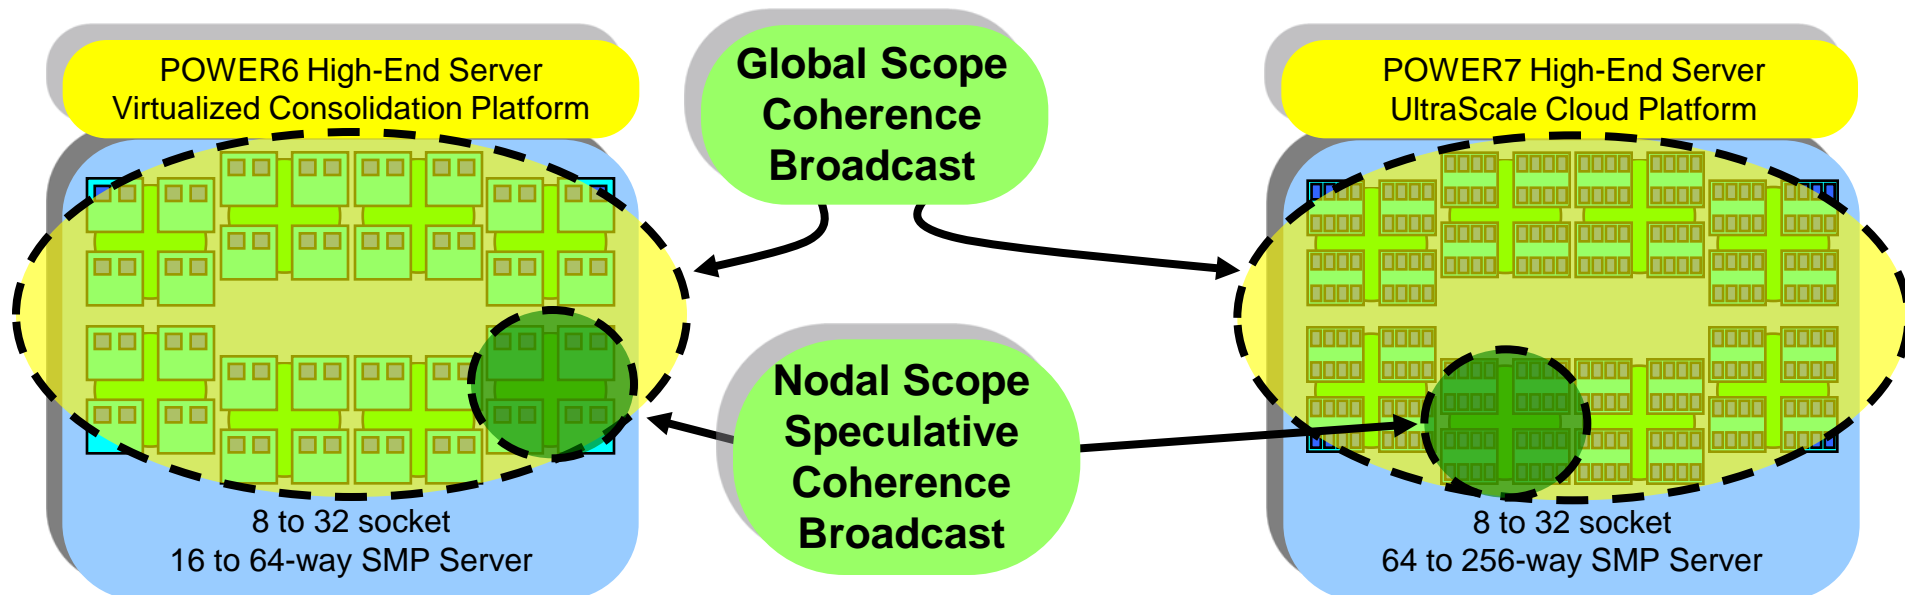 POWER6 High-End Server
Virtualized Consolidation Platform
Global Scope
Coherence
Broadcast
POWER7 High-End Server
UltraScale Cloud Platform
Nodal Scope
Speculative
Coherence
Broadcast
8 to 32 socket
16 to 64-way SMP Server
8 to 32 socket
64 to 256-way SMP Server